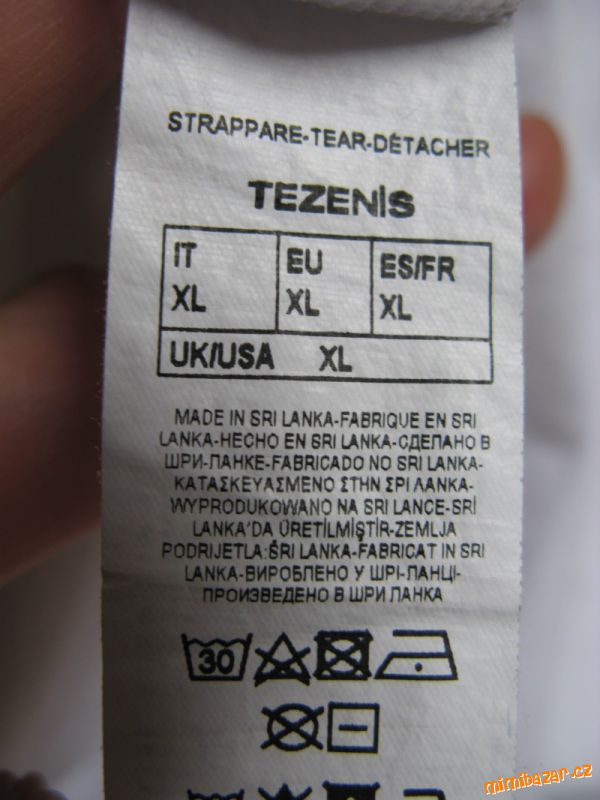 STRAPPARE-TEAR-DÉTACHER
TEZENIS
IT EU ES/FR
XL XL XL
UK/USA XL
MADE IN SRI LANKA-FABRIQUE EN SRI
LANKA-HECHO EN SRI LANKA-СДЕЛАНО В
ШРИ-ЛАНКЕ-FABRICADO NO SRI LANKA-
ΚΑΤΑΣΚΕΥΑΣΜΕΝΟ ΣΤΗΝ ΣΡΙ ΛΑΝΚΑ-
WYPRODUKOWANO NA SRI LANCE-SRİ
LANKA'DA ÜRETİLMİŞTİR-ZEMLJA
PODRIJETLA:ŠRI LANKA-FABRICAT IN SRI
LANKA-ВИРОБЛЕНО У ШРІ-ЛАНЦІ-
ПРОИЗВЕДЕНО В ШРИ ЛАНКА
30
mimibazar.cz